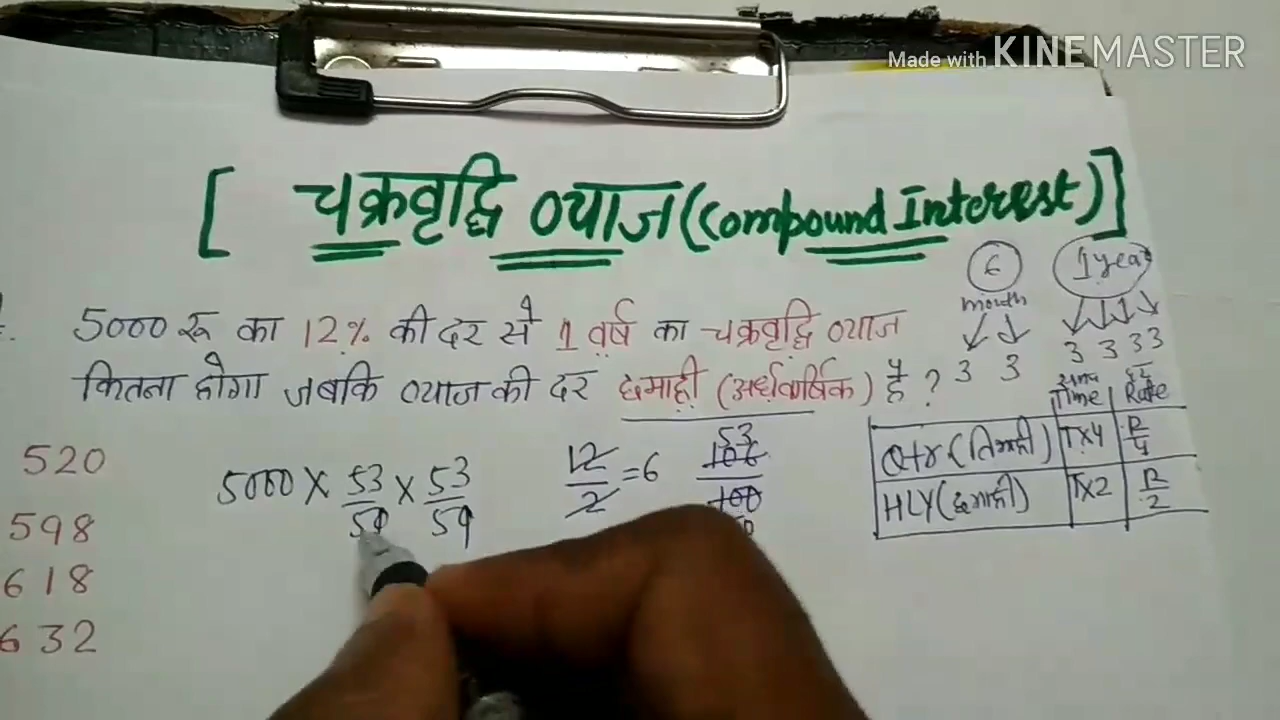 Made with KINEMASTER
[ चक्रवृद्धि ब्याज (Compound Interest) ]
6 1 year
month
3 3 3 3 3 3
5000 रू का 12% की दर से 1 वर्ष का चक्रवृद्धि ब्याज
कितना होगा जबकि ब्याज की दर छमाही (अर्धवार्षिक) है ?
Time Rate
Qtr (तिमाही) T×4 R/4
HLY (छमाही) T×2 R/2
5000 × 53/50 × 53/50
12/2 = 6
53
106
100
520
598
618
632